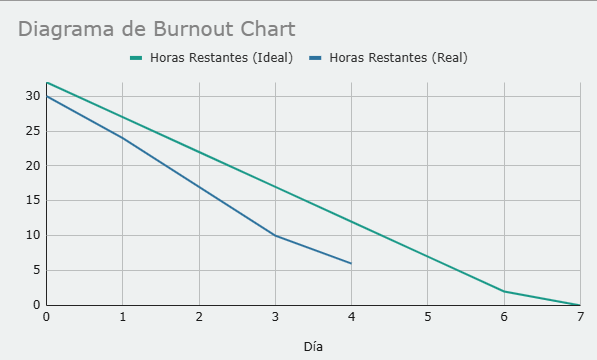 Diagrama de Burnout Chart
Horas Restantes (Ideal) Horas Restantes (Real)
30
25
20
15
10
5
0
0 1 2 3 4 5 6 7
Día